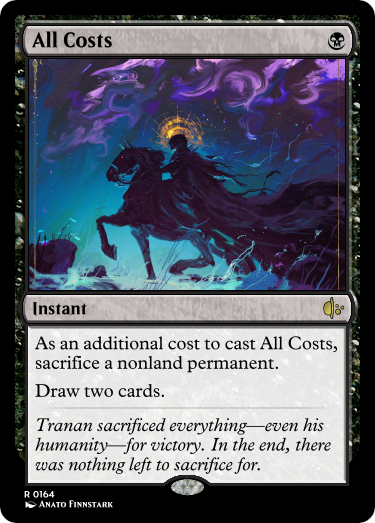 All Costs
Instant
As an additional cost to cast All Costs,
sacrifice a nonland permanent.
Draw two cards.
Tranan sacrificed everything—even his
humanity—for victory. In the end, there
was nothing left to sacrifice for.
R 0164
Anato Finnstark